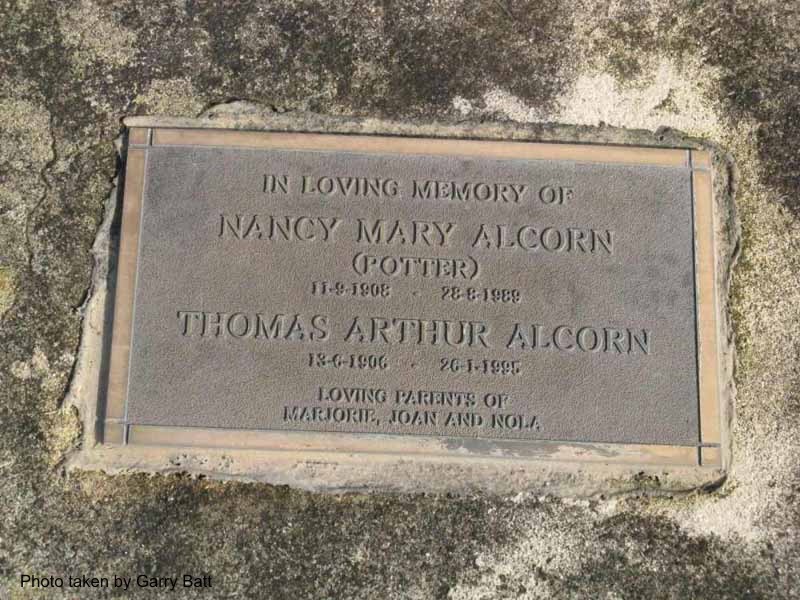 IN LOVING MEMORY OF
NANCY MARY ALCORN
(POTTER)
11-9-1908 - 28-8-1989
THOMAS ARTHUR ALCORN
13-6-1906 - 26-1-1995
LOVING PARENTS OF
MARJORIE, JOAN AND NOLA
Photo taken by Garry Batt